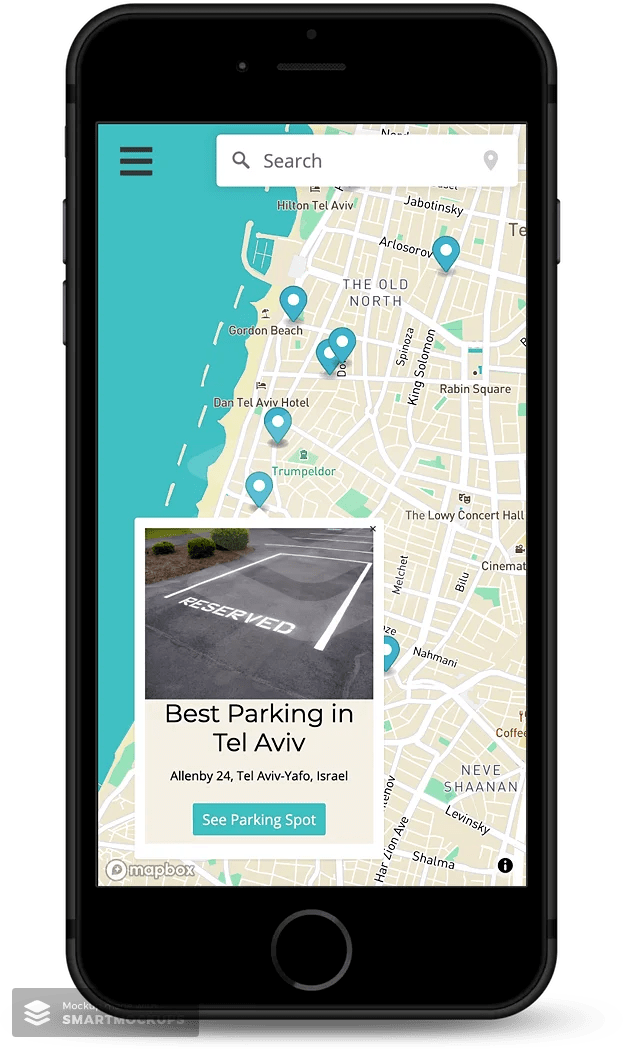 Search
Hilton Tel Aviv
Jabotinsky
Arlosorov
THE OLD
NORTH
Gordon Beach
Spinoza
King Solomon
Rabin Square
Dan Tel Aviv Hotel
Trumpeldor
The Lowy Concert Hall
Cinemat
Melchet
Bilu
×
RESERVED
Nahmani
Best Parking in
Tel Aviv
Allenby 24, Tel Aviv-Yafo, Israel
See Parking Spot
Coffee
NEVE
SHAANAN
Levinsky
Har Zion Ave
Shalma
mapbox
i
SMARTMOCKUPS